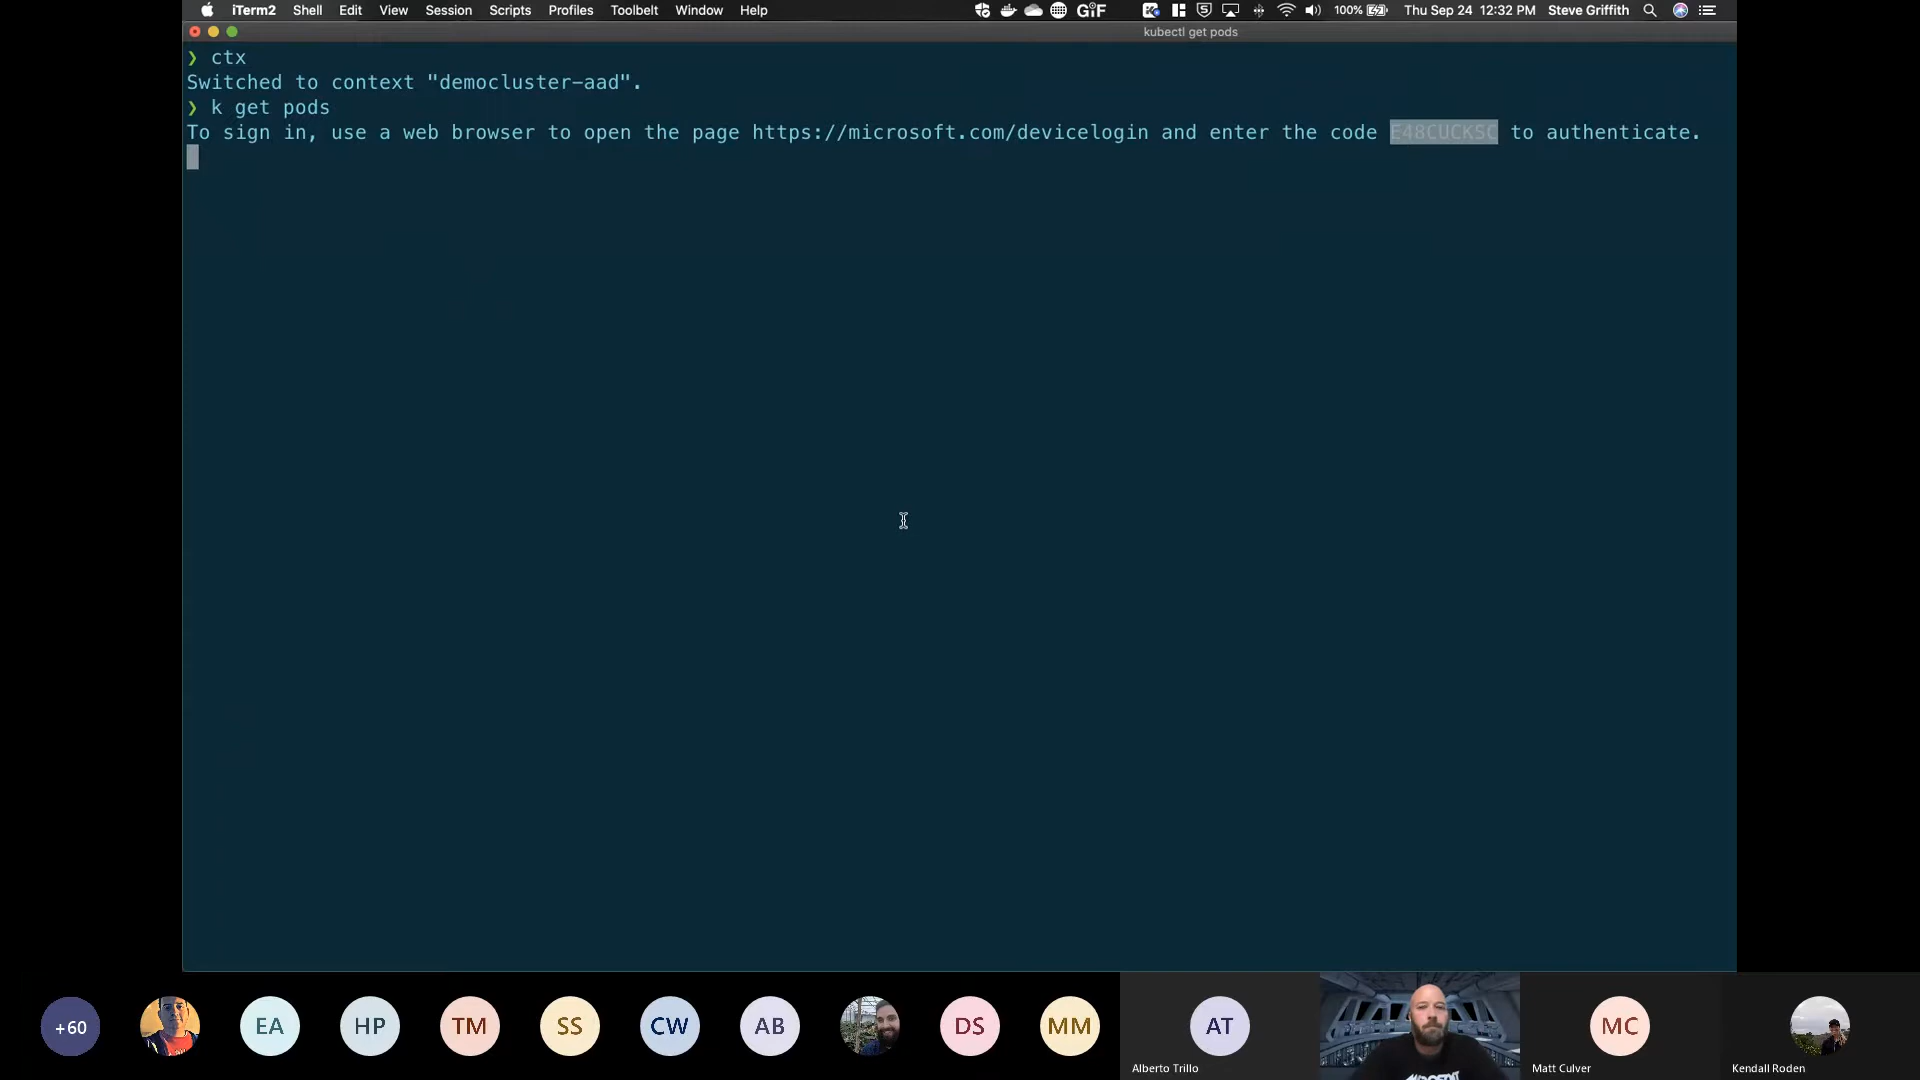 iTerm2 Shell Edit View Session Scripts Profiles Toolbelt Window Help GIF 5 100% Thu Sep 24 12:32 PM Steve Griffith
kubectl get pods
❯ ctx
Switched to context "democluster-aad".
❯ k get pods
To sign in, use a web browser to open the page https://microsoft.com/devicelogin and enter the code E48CUCKSC to authenticate.
+60 EA HP TM SS CW AB DS MM AT MC
Alberto Trillo Matt Culver Kendall Roden